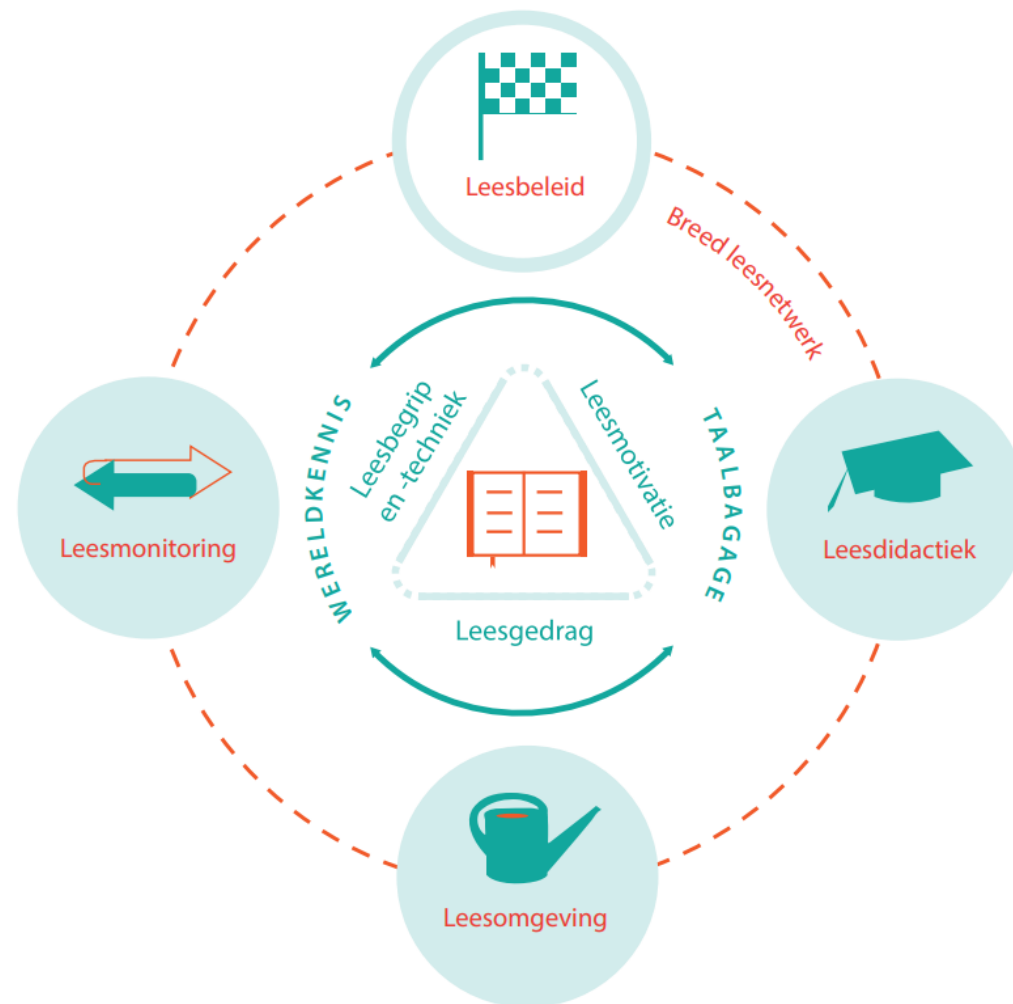 Leesbeleid
Breed leesnetwerk
WERELDKENNIS
Leesbegrip
en -techniek
Leesmotivatie
TAALBAGAGE
Leesmonitoring
Leesdidactiek
Leesgedrag
Leesomgeving